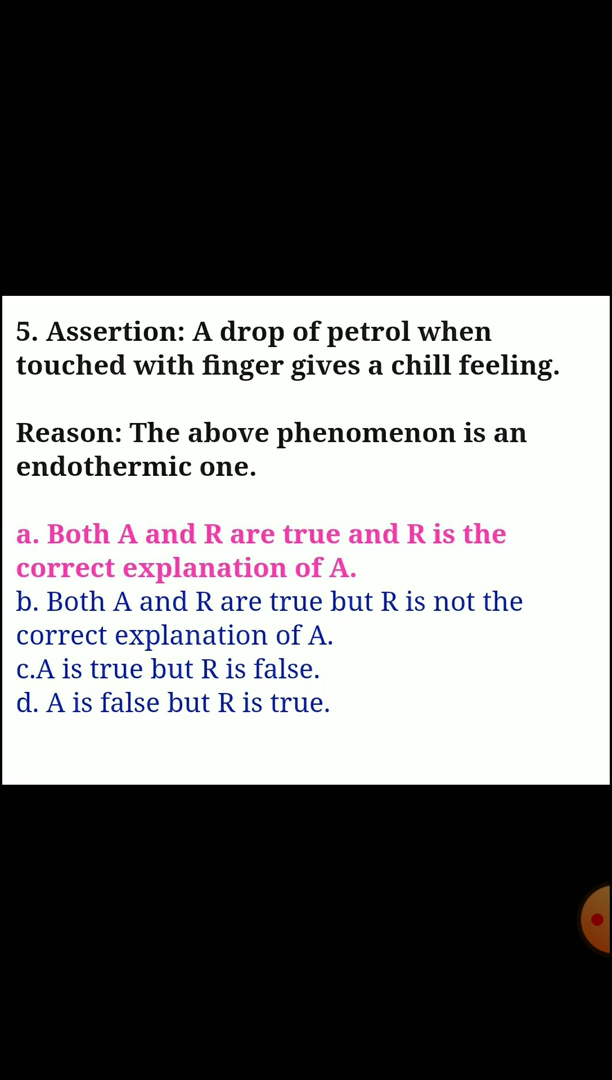 5. Assertion: A drop of petrol when
touched with finger gives a chill feeling.
Reason: The above phenomenon is an
endothermic one.
a. Both A and R are true and R is the
correct explanation of A.
b. Both A and R are true but R is not the
correct explanation of A.
c.A is true but R is false.
d. A is false but R is true.